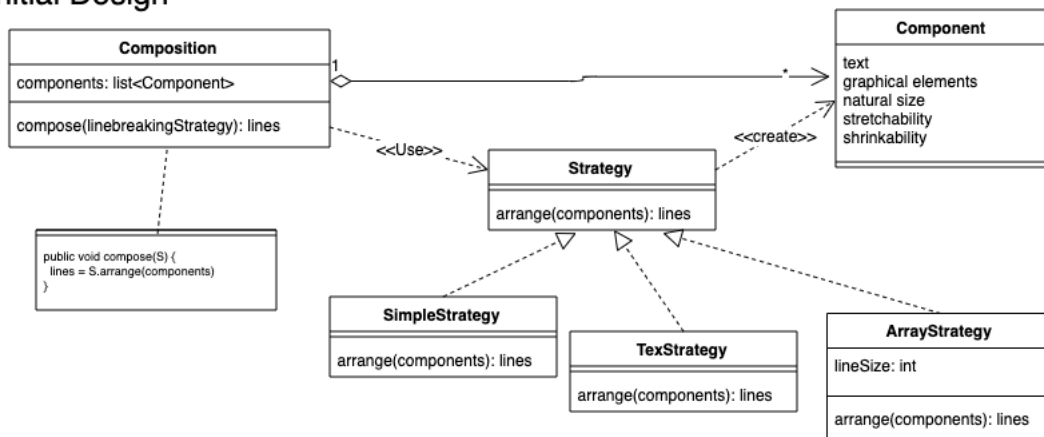 Initial Design
Composition
components: list<Component>
compose(linebreakingStrategy): lines
1
*
Component
text
graphical elements
natural size
stretchability
shrinkability
<<Use>>
<<create>>
Strategy
arrange(components): lines
public void compose(S) {
lines = S.arrange(components)
}
SimpleStrategy
arrange(components): lines
TexStrategy
arrange(components): lines
ArrayStrategy
lineSize: int
arrange(components): lines